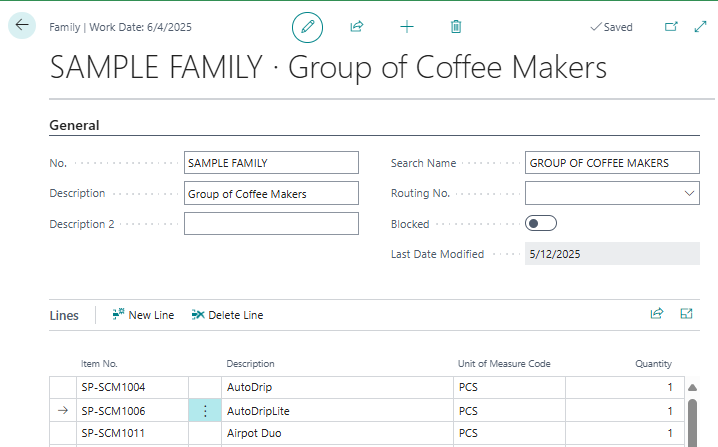 Family | Work Date: 6/4/2025
Saved
SAMPLE FAMILY · Group of Coffee Makers
General
No. SAMPLE FAMILY
Search Name GROUP OF COFFEE MAKERS
Description Group of Coffee Makers
Routing No.
Description 2
Blocked
Last Date Modified 5/12/2025
Lines New Line Delete Line
Item No. Description Unit of Measure Code Quantity
SP-SCM1004 AutoDrip PCS 1
SP-SCM1006 AutoDripLite PCS 1
SP-SCM1011 Airpot Duo PCS 1